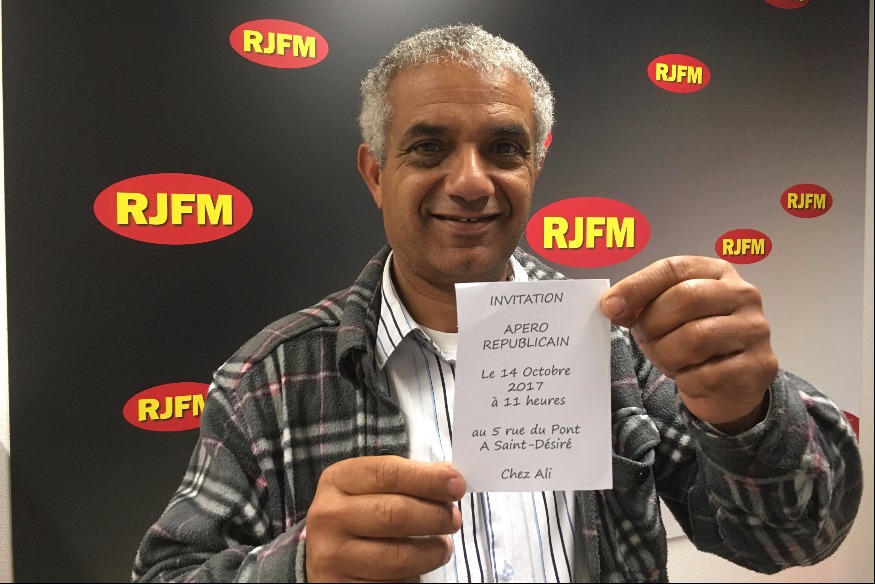 RJFM
RJFM
RJFM
RJFM
RJFM
RJFM
RJFM
INVITATION
APERO
REPUBLICAIN
Le 14 Octobre
2017
à 11 heures
au 5 rue du Pont
A Saint-Désiré
Chez Ali